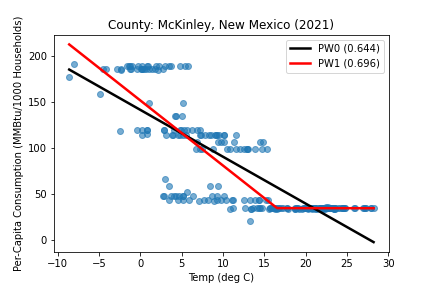 County: McKinley, New Mexico (2021)
Per-Capita Consumption (MMBtu/1000 Households)
200
150
100
50
0
PW0 (0.644)
PW1 (0.696)
−10 −5 0 5 10 15 20 25 30
Temp (deg C)